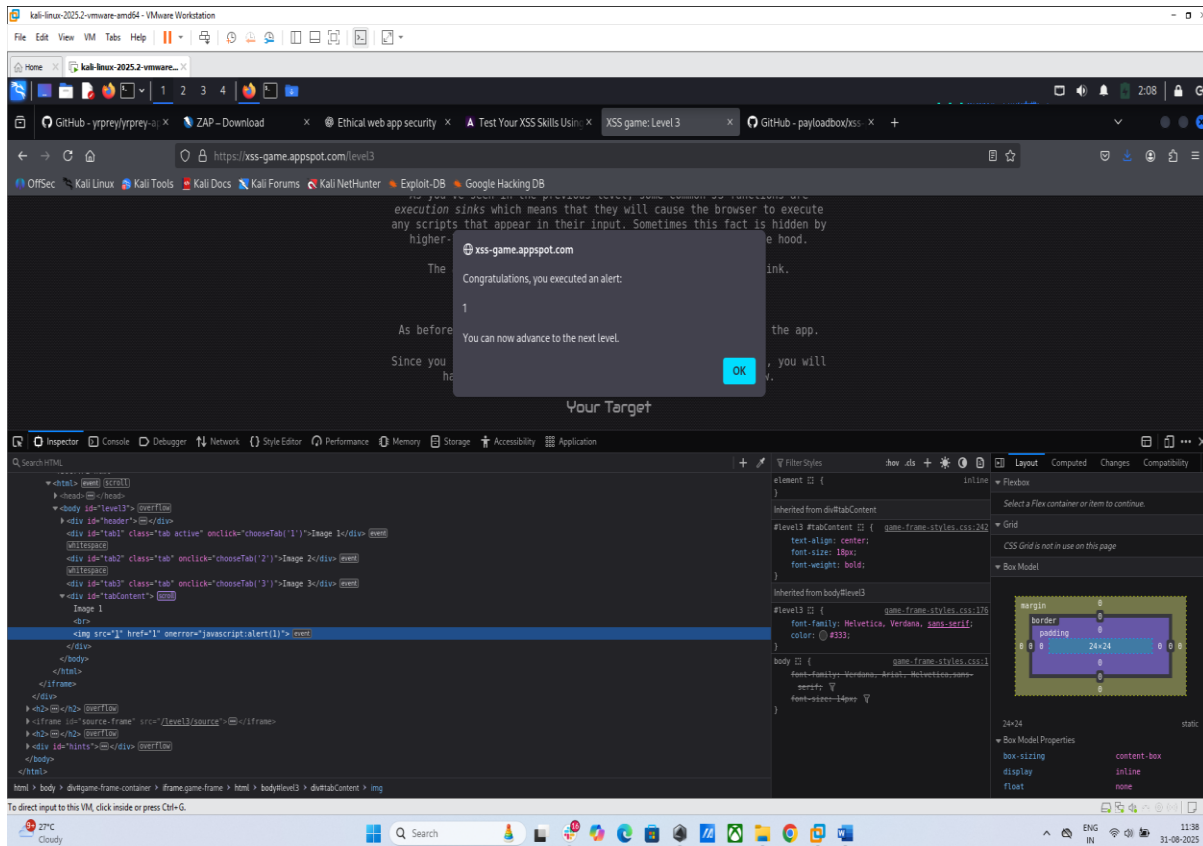 kali-linux-2025.2-vmware-amd64 - VMware Workstation
File Edit View VM Tabs Help
Home kali-linux-2025.2-vmware...
1 2 3 4 2:08
GitHub - yrprey/yrprey-a ZAP – Download Ethical web app security Test Your XSS Skills Using XSS game: Level 3 GitHub - payloadbox/xss-
https://xss-game.appspot.com/level3
OffSec Kali Linux Kali Tools Kali Docs Kali Forums Kali NetHunter Exploit-DB Google Hacking DB
execution sinks which means that they will cause the browser to execute
any scripts that appear in their input. Sometimes this fact is hidden by
higher- e hood.
The ink.
As before the app.
Since you , you will
xss-game.appspot.com
Congratulations, you executed an alert:
1
You can now advance to the next level.
OK
Your Target
Inspector Console Debugger Network Style Editor Performance Memory Storage Accessibility Application
Search HTML
<html> event scroll
<head> </head>
<body id="level3"> overflow
<div id="header"> </div>
<div id="tab1" class="tab active" onclick="chooseTab('1')">Image 1</div> event
whitespace
<div id="tab2" class="tab" onclick="chooseTab('2')">Image 2</div> event
whitespace
<div id="tab3" class="tab" onclick="chooseTab('3')">Image 3</div> event
<div id="tabContent"> scroll
Image 1
<br>
<img src="1" href="1" onerror="javascript:alert(1)"> event
</div>
</body>
</html>
</iframe>
</div>
<h2> </h2> overflow
<iframe id="source-frame" src="/level3/source"> </iframe>
<h2> </h2> overflow
<div id="hints"> </div> overflow
</body>
</html>
html > body > div#game-frame-container > iframe.game-frame > html > body#level3 > div#tabContent > img
Filter Styles :hov .cls
element { inline
}
Inherited from div#tabContent
#level3 #tabContent { game-frame-styles.css:242
text-align: center;
font-size: 18px;
font-weight: bold;
}
Inherited from body#level3
#level3 { game-frame-styles.css:176
font-family: Helvetica, Verdana, sans-serif;
color: #333;
}
body { game-frame-styles.css:1
font-family: Verdana, Arial, Helvetica,sans-
serif;
font-size: 14px;
}
Layout Computed Changes Compatibility
Flexbox
Select a Flex container or item to continue.
Grid
CSS Grid is not in use on this page
Box Model
margin 0
border 0
padding 0
0 0 0 24×24 0 0 0
0
0
0
24×24 static
Box Model Properties
box-sizing content-box
display inline
float none
To direct input to this VM, click inside or press Ctrl+G.
27°C
Cloudy
Search
ENG
IN
11:38
31-08-2025